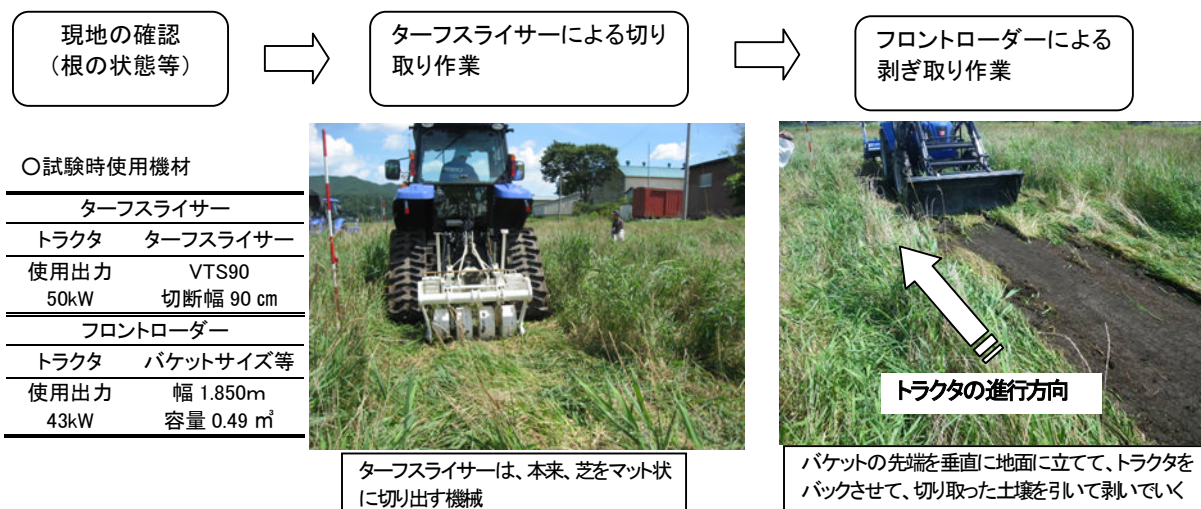 現地の確認
（根の状態等）
ターフスライサーによる切り
取り作業
フロントローダーによる
剥ぎ取り作業
○試験時使用機材
ターフスライサー
トラクタ ターフスライサー
使用出力 VTS90
50kW 切断幅 90 ㎝
フロントローダー
トラクタ バケットサイズ等
使用出力 幅 1.850m
43kW 容量 0.49 ㎥
トラクタの進行方向
ターフスライサーは、本来、芝をマット状
に切り出す機械
バケットの先端を垂直に地面に立てて、トラクタを
バックさせて、切り取った土壌を引いて剥いでいく